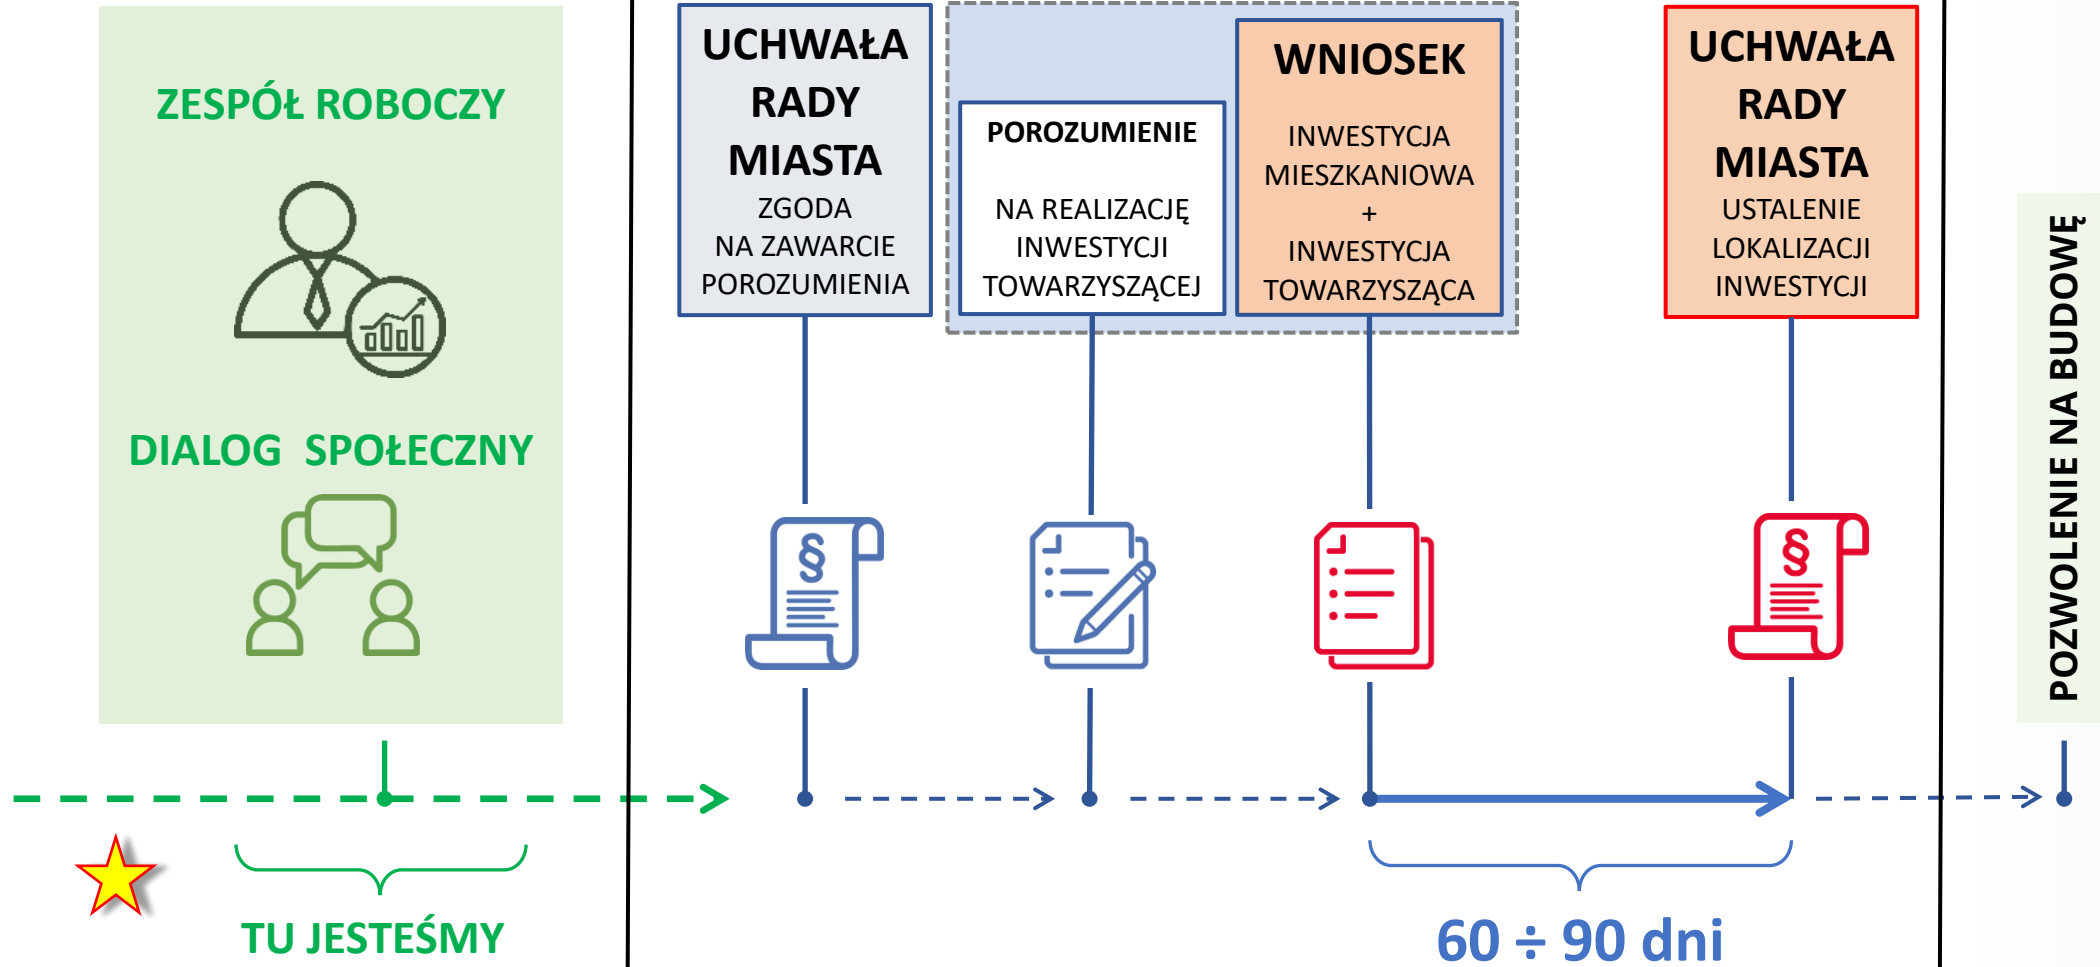 ZESPÓŁ ROBOCZY
DIALOG SPOŁECZNY
TU JESTEŚMY
UCHWAŁA
RADY
MIASTA
ZGODA
NA ZAWARCIE
POROZUMIENIA
POROZUMIENIE
NA REALIZACJĘ
INWESTYCJI
TOWARZYSZĄCEJ
WNIOSEK
INWESTYCJA
MIESZKANIOWA
+
INWESTYCJA
TOWARZYSZĄCA
UCHWAŁA
RADY
MIASTA
USTALENIE
LOKALIZACJI
INWESTYCJI
§
§
60 ÷ 90 dni
POZWOLENIE NA BUDOWĘ